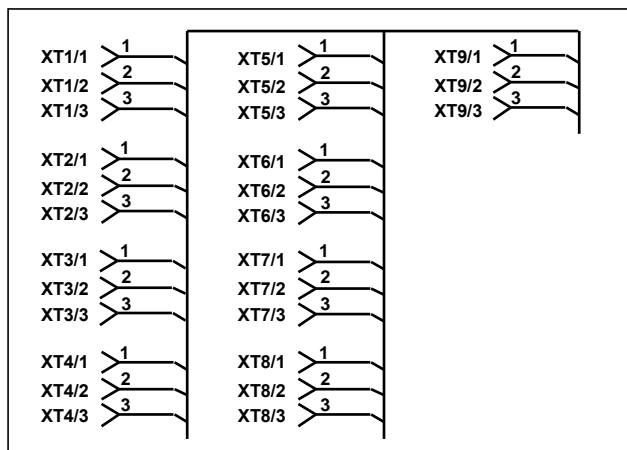 XT1/1 1
XT1/2 2
XT1/3 3
XT2/1 1
XT2/2 2
XT2/3 3
XT3/1 1
XT3/2 2
XT3/3 3
XT4/1 1
XT4/2 2
XT4/3 3
XT5/1 1
XT5/2 2
XT5/3 3
XT6/1 1
XT6/2 2
XT6/3 3
XT7/1 1
XT7/2 2
XT7/3 3
XT8/1 1
XT8/2 2
XT8/3 3
XT9/1 1
XT9/2 2
XT9/3 3